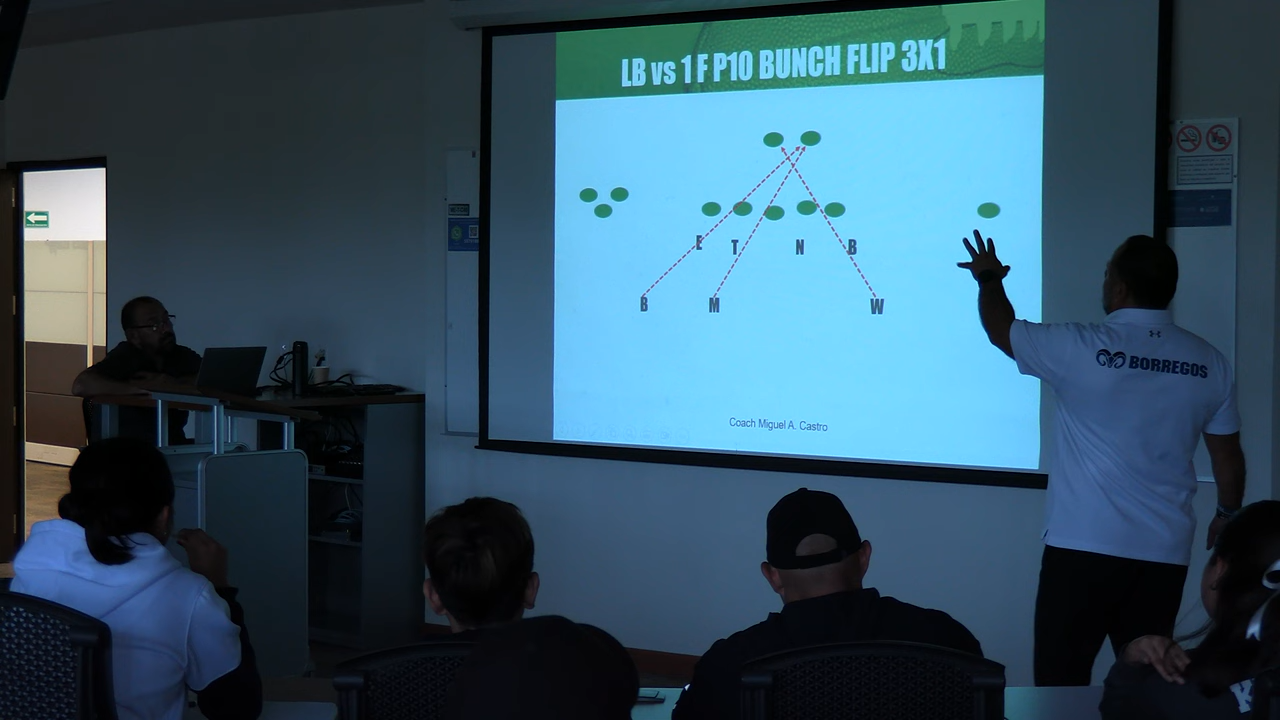 LB vs 1 F P10 BUNCH FLIP 3X1
E T N B
B M W
Coach Miguel A. Castro
BORREGOS